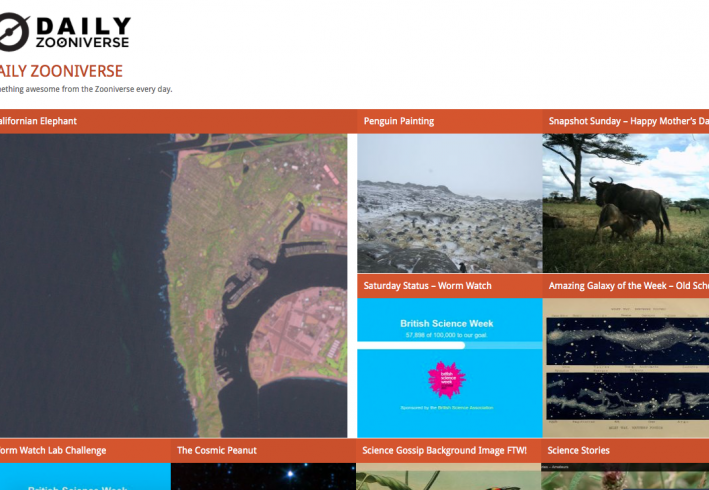 DAILY
ZOONIVERSE
AILY ZOONIVERSE
mething awesome from the Zooniverse every day.
alifornian Elephant
Penguin Painting
Snapshot Sunday – Happy Mother's Da
Saturday Status – Worm Watch
Amazing Galaxy of the Week – Old Scho
British Science Week
57,898 of 100,000 to our goal.
british
science
week
Sponsored by the British Science Association
orm Watch Lab Challenge
The Cosmic Peanut
Science Gossip Background Image FTW!
Science Stories
British Science Week